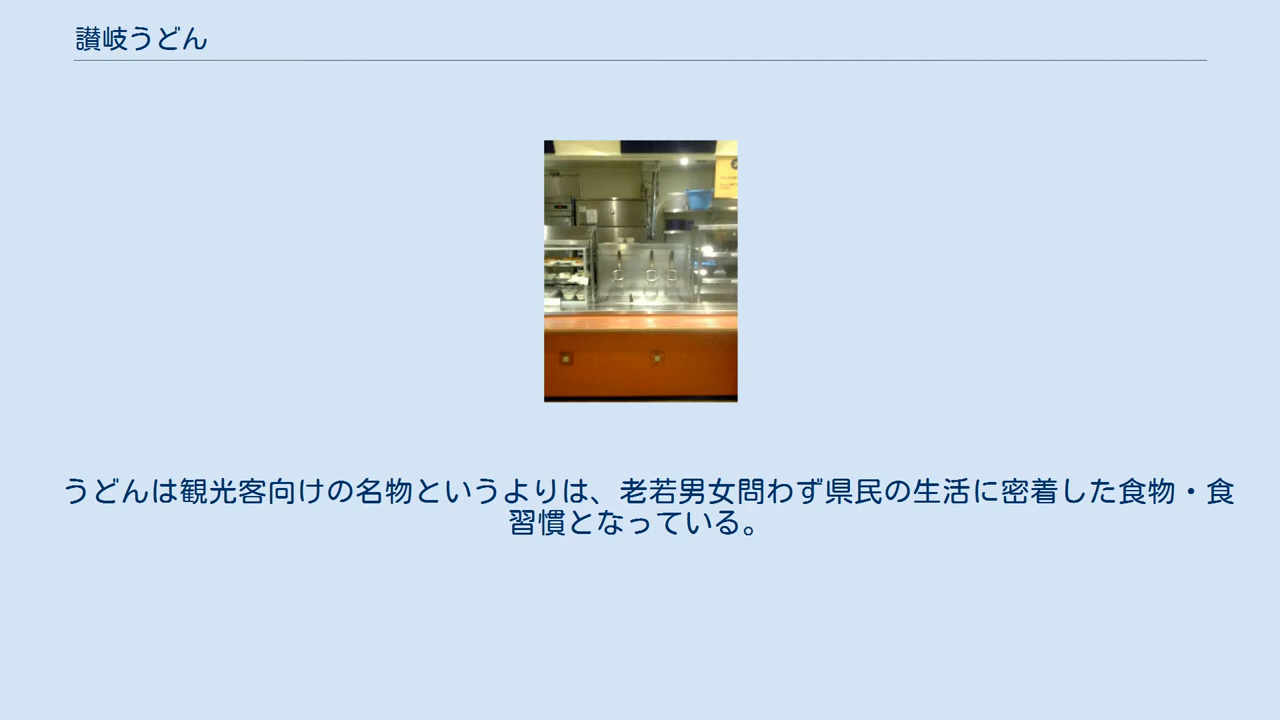 讃岐うどん
うどんは観光客向けの名物というよりは、老若男女問わず県民の生活に密着した食物・食
習慣となっている。